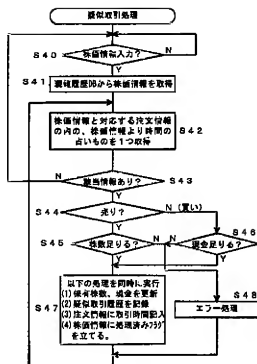 疑似取引処理
S40
株価情報入力?
N
Y
S41
現在履歴DBから株価情報を取得
株価情報と対応する注文情報
の内の、株価情報より時間の
古いものを1つ取得
S42
N
該当情報あり?
S43
Y
S44
売り?
N (買い)
Y
S46
S45
株数足りる?
N
N
現金足りる?
Y
Y
S47
以下の処理を同時に実行
(1) 保有株数、現金を更新
(2) 疑似取引履歴を記録
(3) 注文情報に取引時間記入
(4) 株価情報に処理済みフラグ
を立てる。
S48
エラー処理